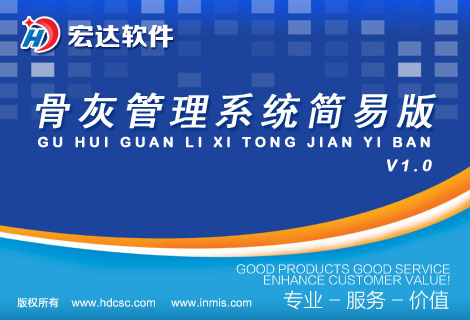 HD 宏达软件
骨灰管理系统简易版
GU HUI GUAN LI XI TONG JIAN YI BAN
V1.0
GOOD PRODUCTS GOOD SERVICE
ENHANCE CUSTOMER VALUE!
版权所有 www.hdcsc.com www.inmis.com 专业－服务－价值